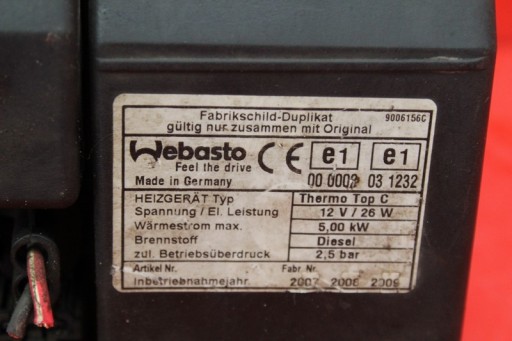 Fabrikschild-Duplikat 9006156C
gültig nur zusammen mit Original
Webasto CE e1 e1
Feel the drive
Made in Germany 00 0002 03 1232
HEIZGERÄT Typ Thermo Top C
Spannung / El. Leistung 12 V / 26 W
Wärmestrom max. 5,00 kW
Brennstoff Diesel
zul. Betriebsüberdruck 2,5 bar
Artikel Nr. Fabr Nr.
Inbetriebnahmejahr 2007 2008 2009